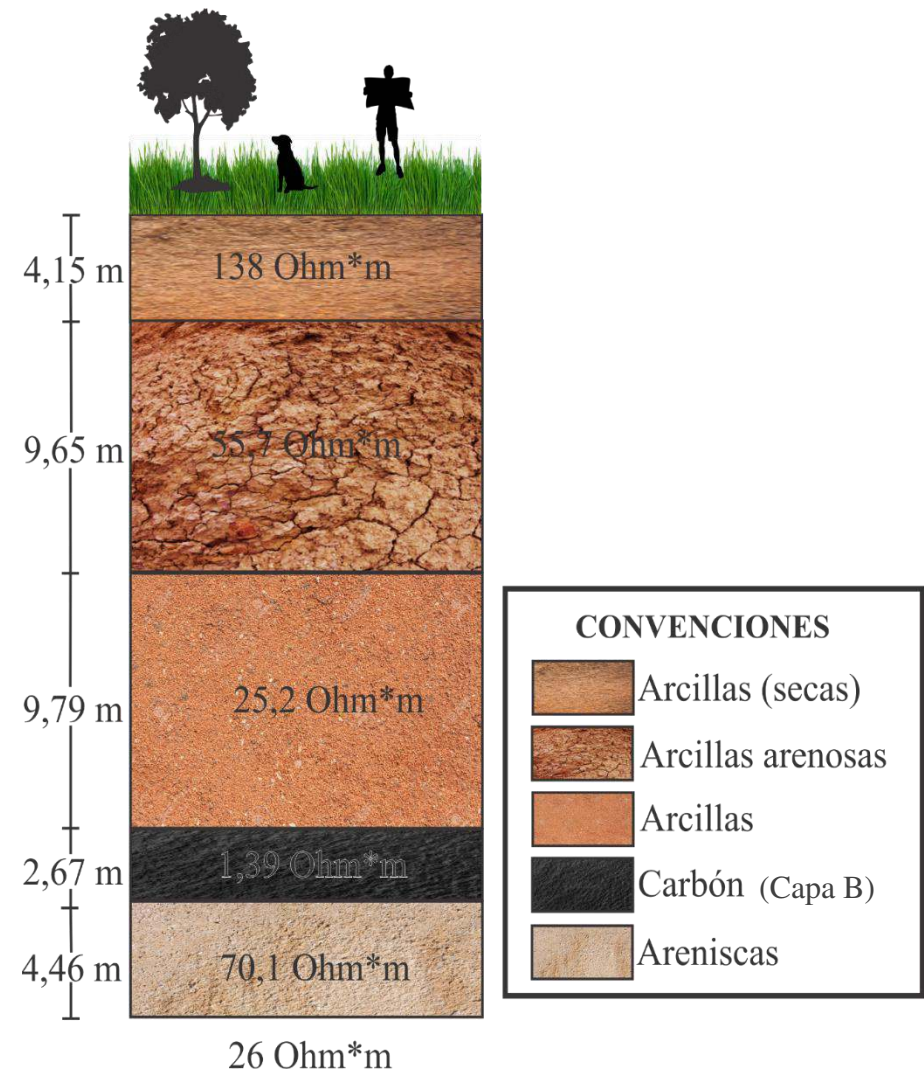 4,15 m
138 Ohm*m
9,65 m
55,7 Ohm*m
9,79 m
25,2 Ohm*m
2,67 m
1,39 Ohm*m
4,46 m
70,1 Ohm*m
26 Ohm*m
CONVENCIONES
Arcillas (secas)
Arcillas arenosas
Arcillas
Carbón (Capa B)
Areniscas